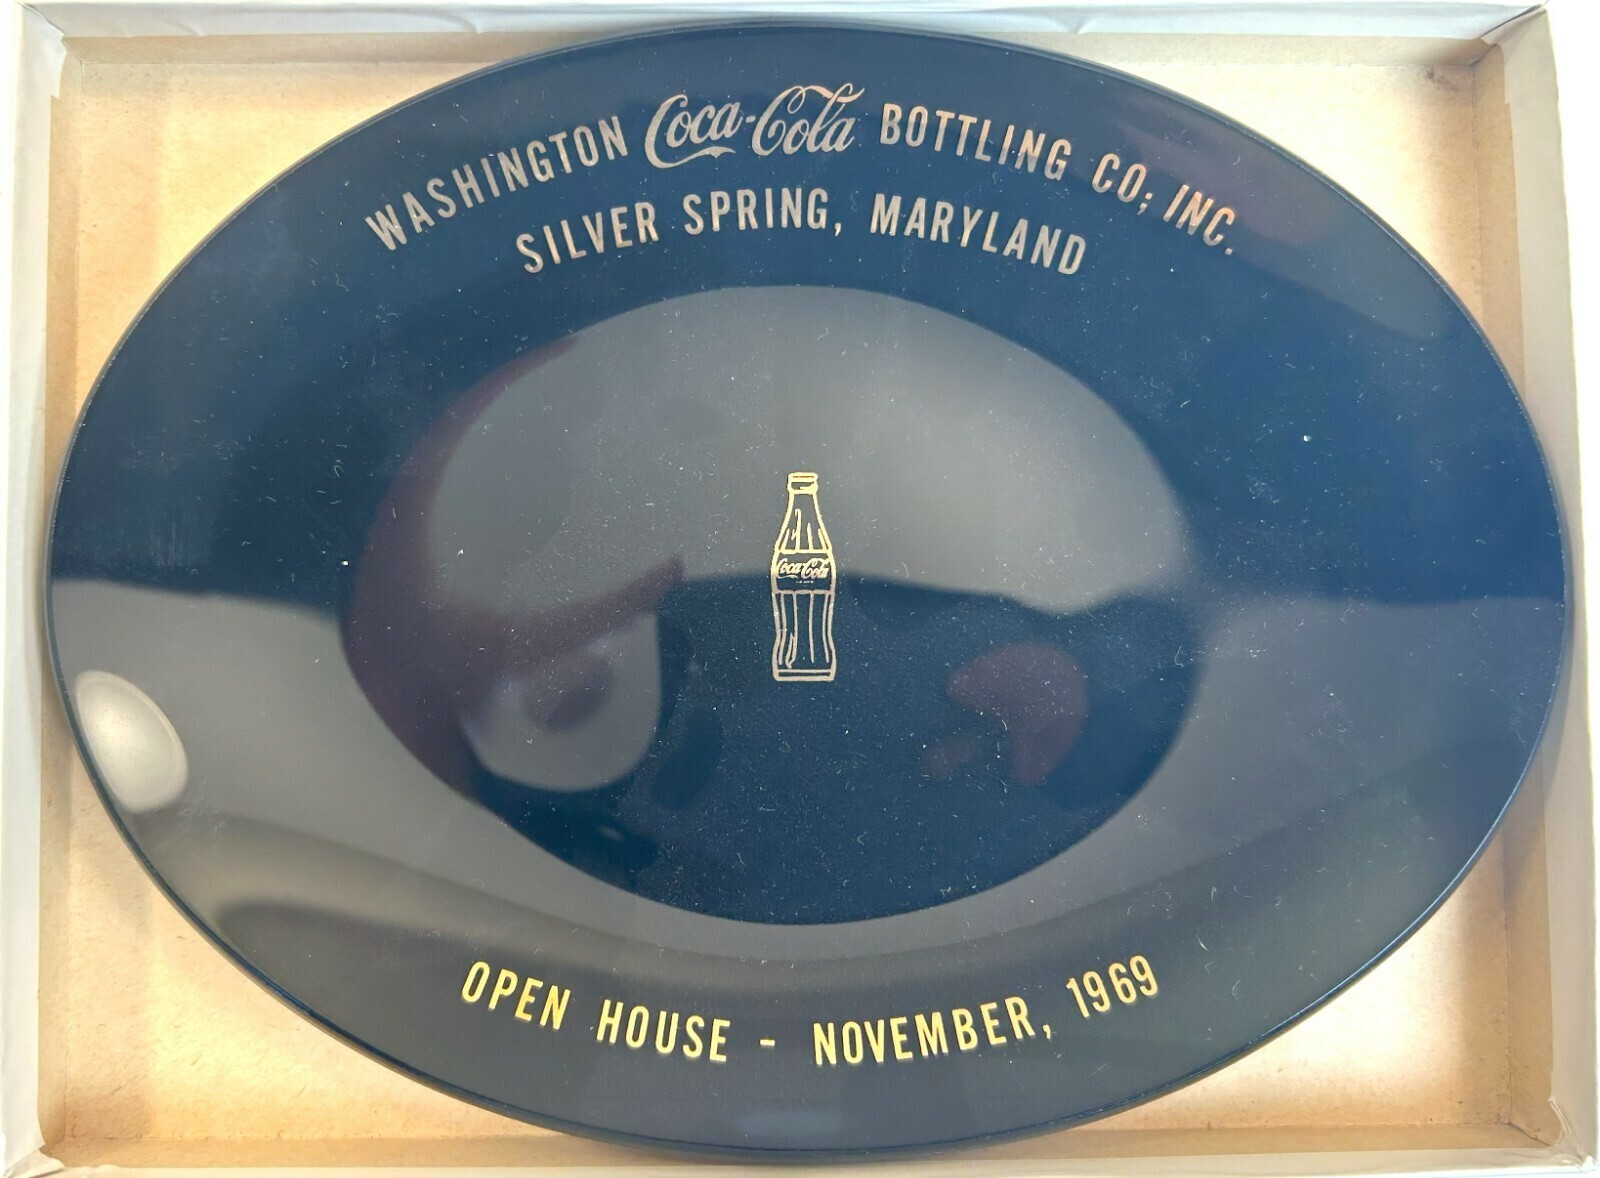 WASHINGTON Coca-Cola BOTTLING CO; INC.
SILVER SPRING, MARYLAND
Coca-Cola
OPEN HOUSE - NOVEMBER, 1969